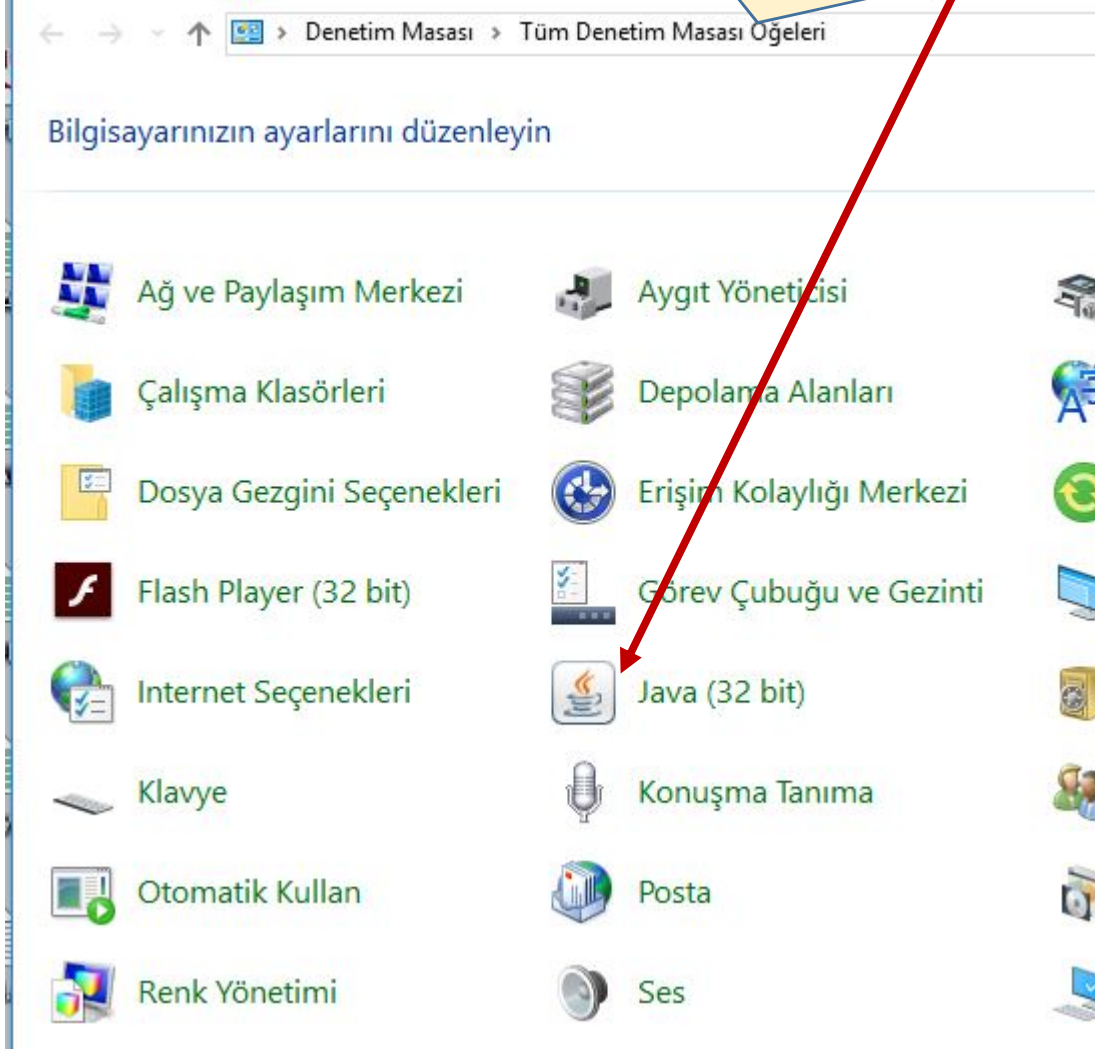 Denetim Masası > Tüm Denetim Masası Öğeleri
Bilgisayarınızın ayarlarını düzenleyin
Ağ ve Paylaşım Merkezi
Aygıt Yöneticisi
Çalışma Klasörleri
Depolama Alanları
Dosya Gezgini Seçenekleri
Erişim Kolaylığı Merkezi
Flash Player (32 bit)
Görev Çubuğu ve Gezinti
Internet Seçenekleri
Java (32 bit)
Klavye
Konuşma Tanıma
Otomatik Kullan
Posta
Renk Yönetimi
Ses